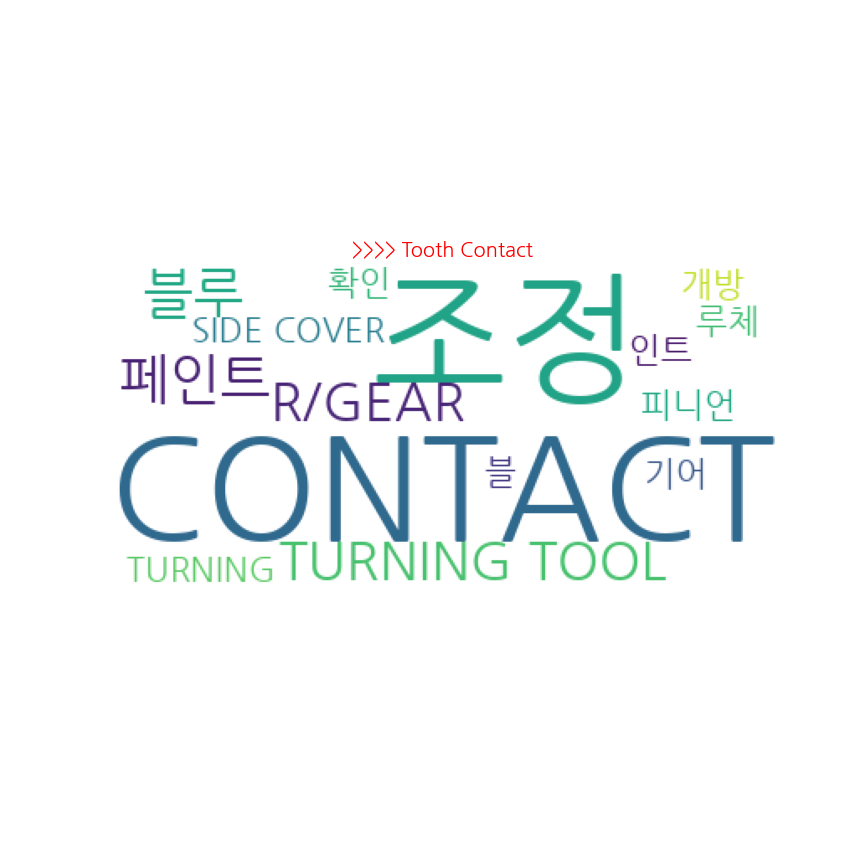 >>>> Tooth Contact
블루
확인
조정
개방
SIDE COVER
루체
인트
페인트
R/GEAR
피니언
CONTACT
블
기어
TURNING
TURNING TOOL